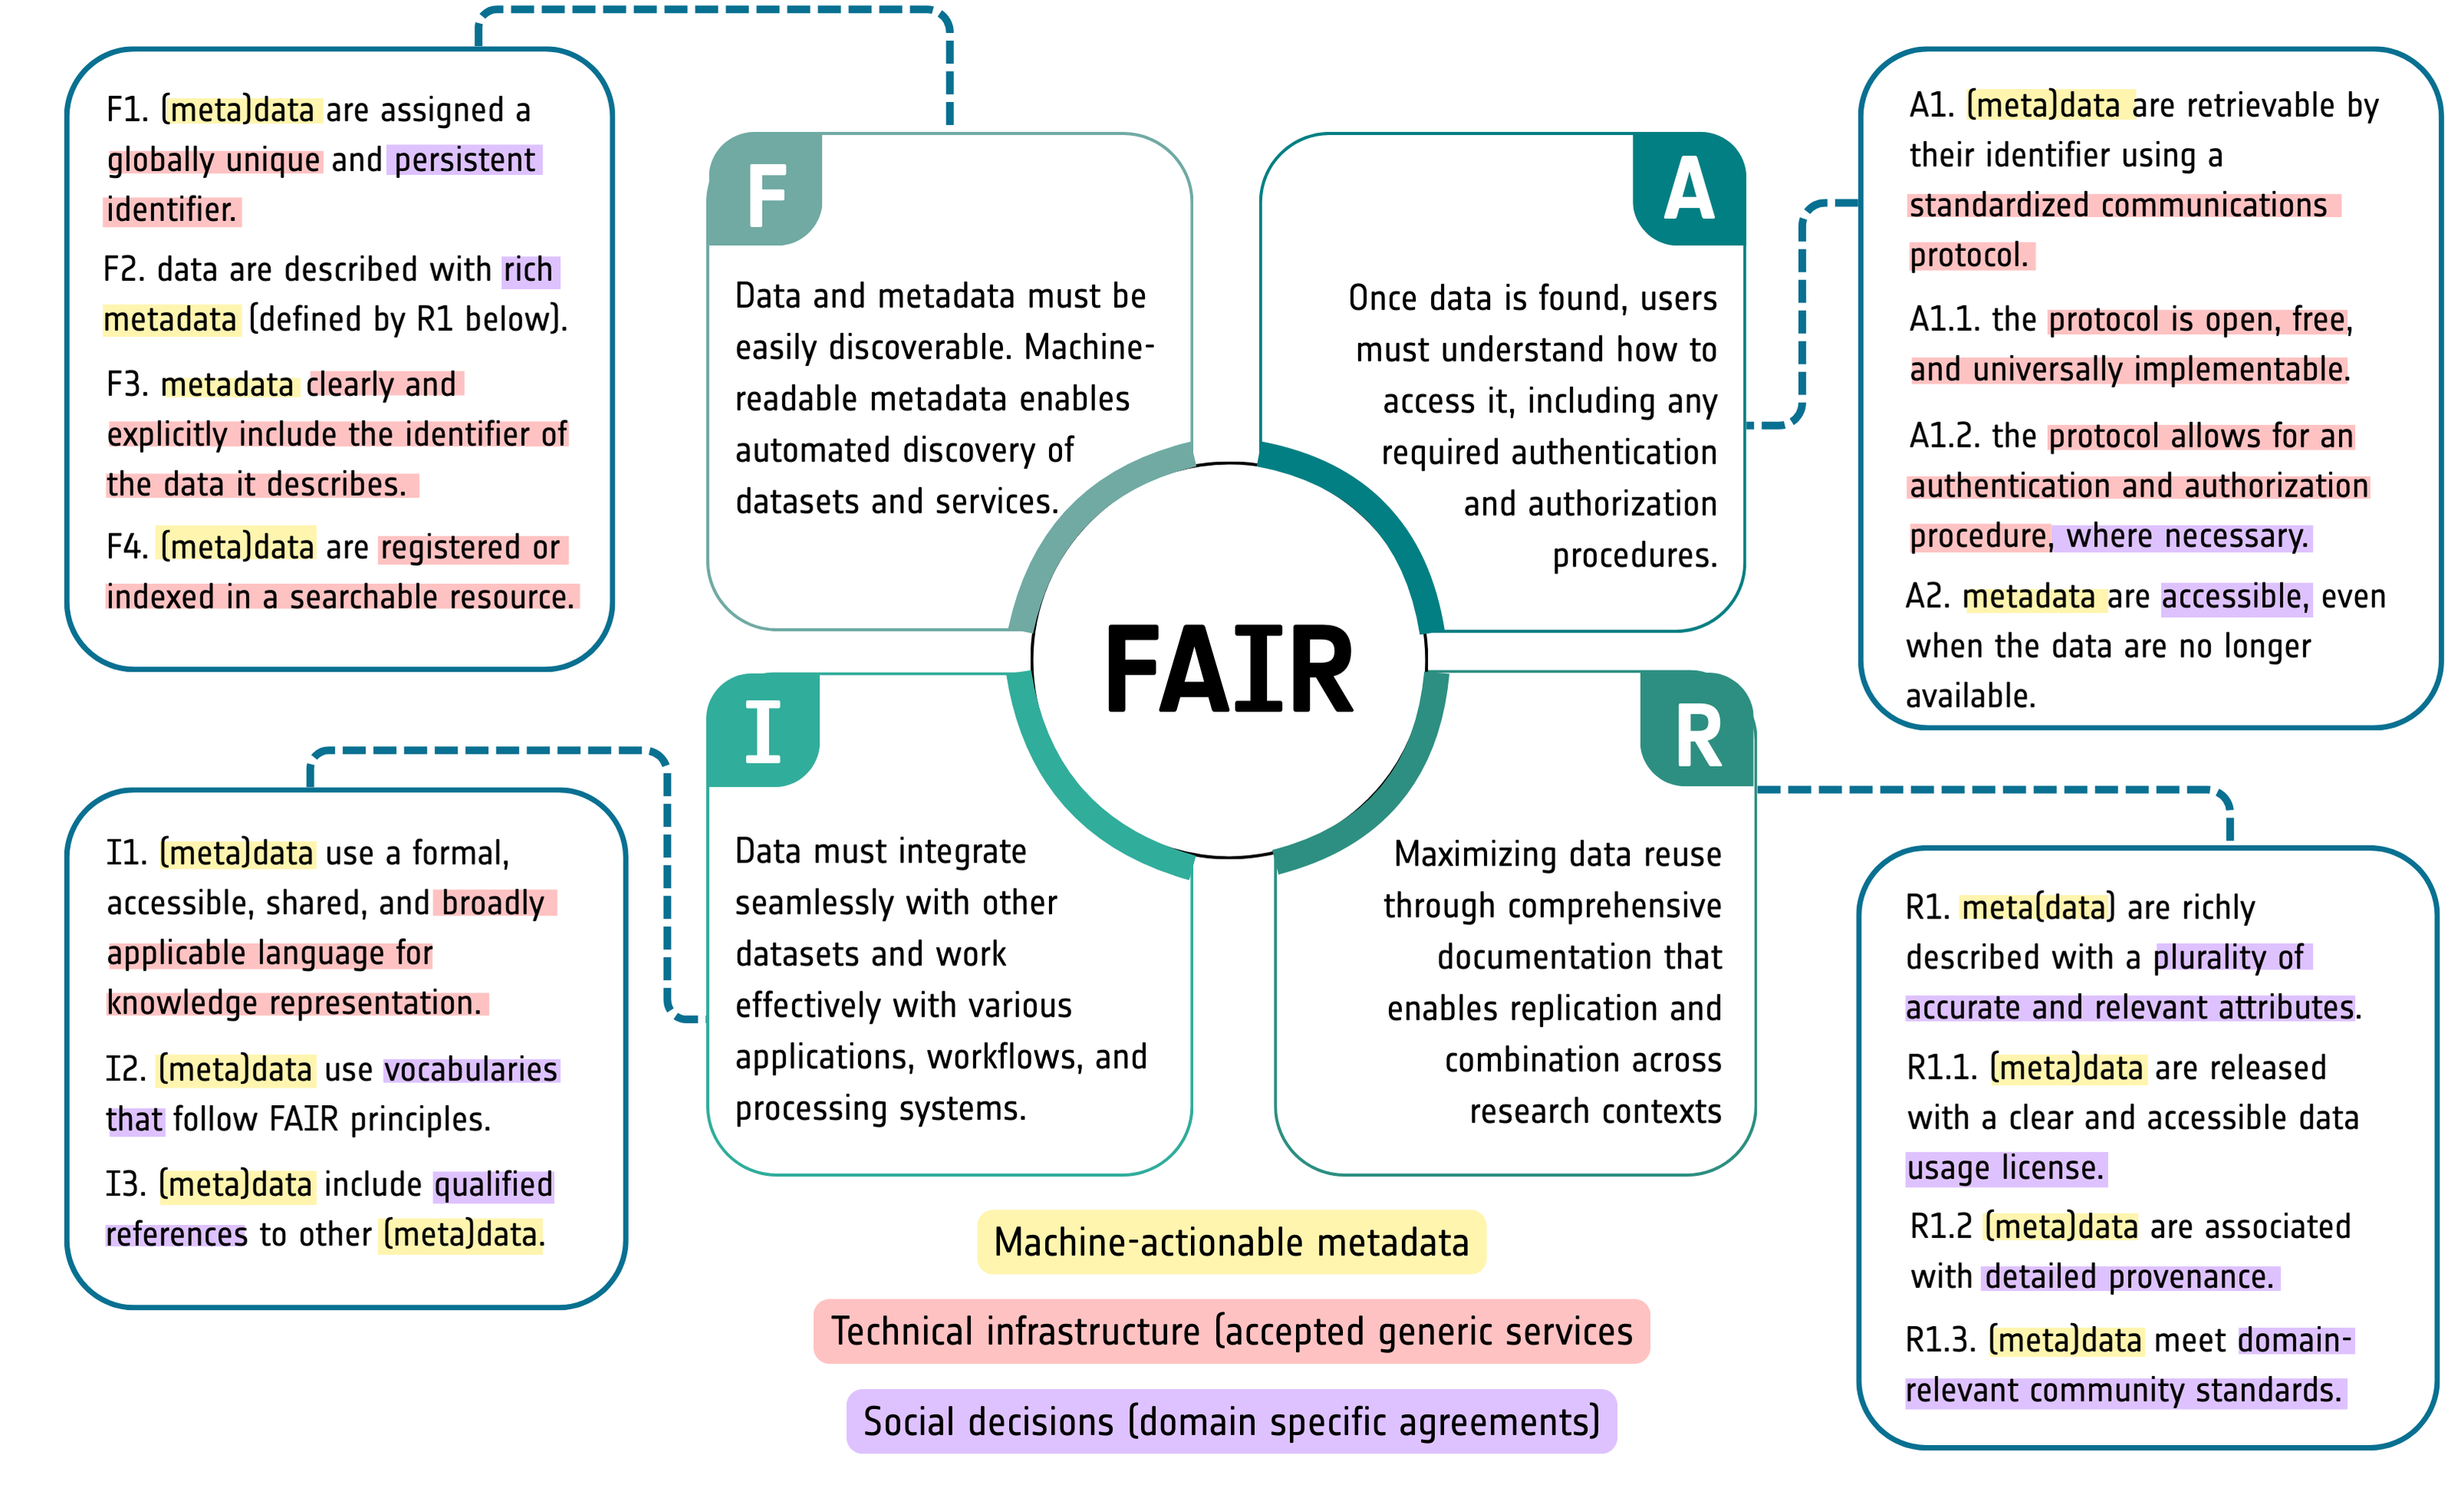 F1. (meta)data are assigned a
globally unique and persistent
identifier.
F2. data are described with rich
metadata (defined by R1 below).
F3. metadata clearly and
explicitly include the identifier of
the data it describes.
F4. (meta)data are registered or
indexed in a searchable resource.
F
Data and metadata must be
easily discoverable. Machine-
readable metadata enables
automated discovery of
datasets and services.
A
Once data is found, users
must understand how to
access it, including any
required authentication
and authorization
procedures.
A1. (meta)data are retrievable by
their identifier using a
standardized communications
protocol.
A1.1. the protocol is open, free,
and universally implementable.
A1.2. the protocol allows for an
authentication and authorization
procedure, where necessary.
A2. metadata are accessible, even
when the data are no longer
available.
FAIR
I1. (meta)data use a formal,
accessible, shared, and broadly
applicable language for
knowledge representation.
I2. (meta)data use vocabularies
that follow FAIR principles.
I3. (meta)data include qualified
references to other (meta)data.
I
Data must integrate
seamlessly with other
datasets and work
effectively with various
applications, workflows, and
processing systems.
R
Maximizing data reuse
through comprehensive
documentation that
enables replication and
combination across
research contexts
R1. meta(data) are richly
described with a plurality of
accurate and relevant attributes.
R1.1. (meta)data are released
with a clear and accessible data
usage license.
R1.2 (meta)data are associated
with detailed provenance.
R1.3. (meta)data meet domain-
relevant community standards.
Machine-actionable metadata
Technical infrastructure (accepted generic services
Social decisions (domain specific agreements)